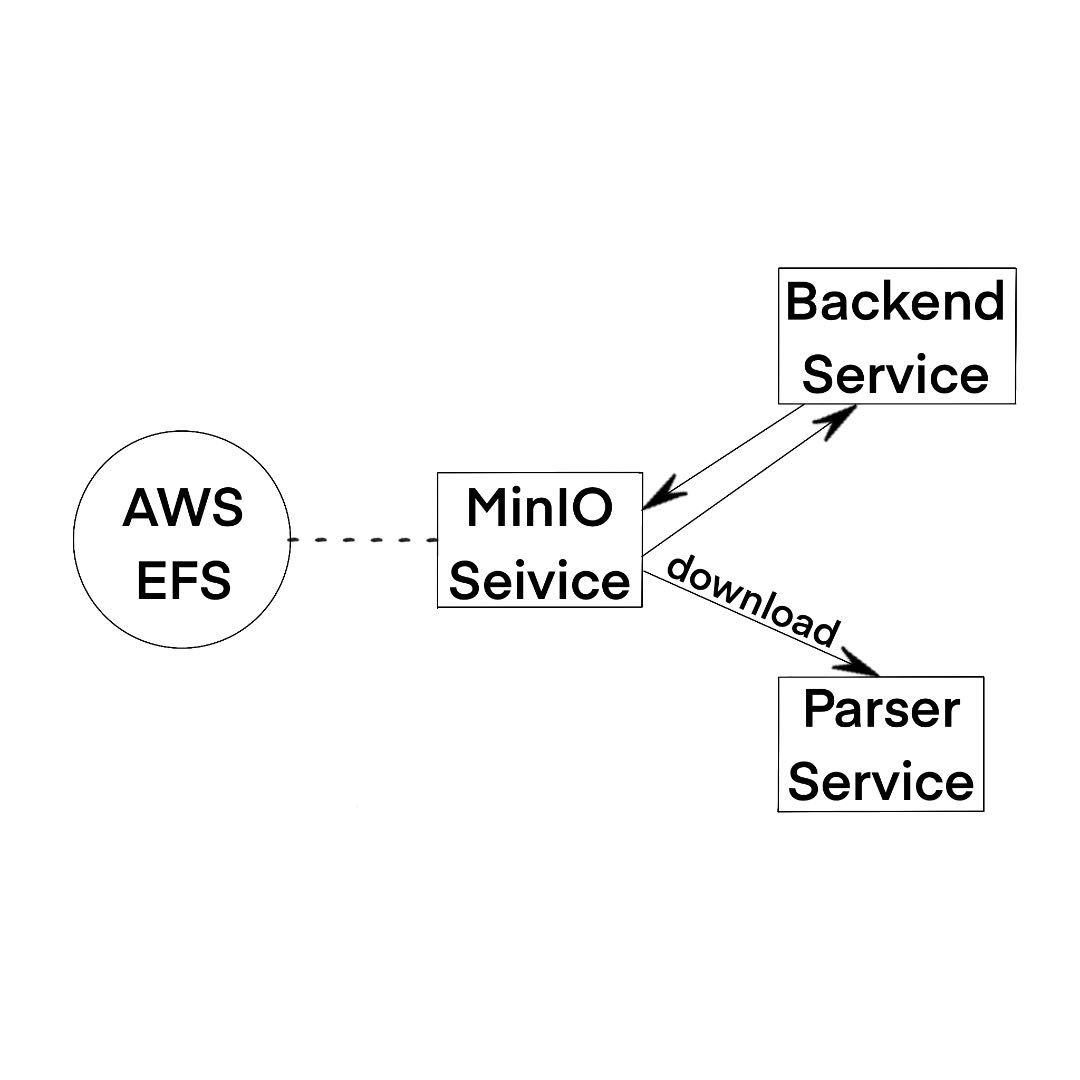 Backend
Service
AWS
EFS
MinIO
Seivice
download
Parser
Service